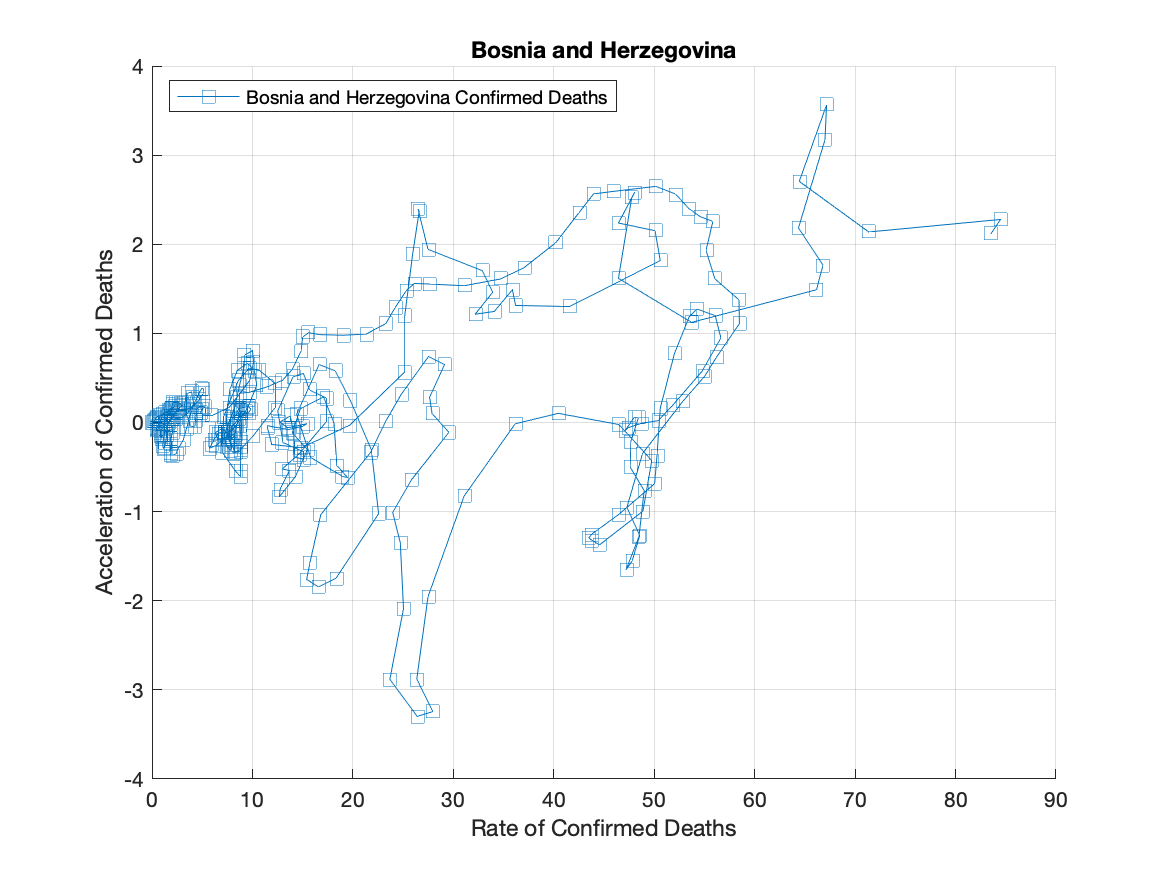 Bosnia and Herzegovina
Bosnia and Herzegovina Confirmed Deaths
4
3
2
1
0
-1
-2
-3
-4
Acceleration of Confirmed Deaths
0 10 20 30 40 50 60 70 80 90
Rate of Confirmed Deaths